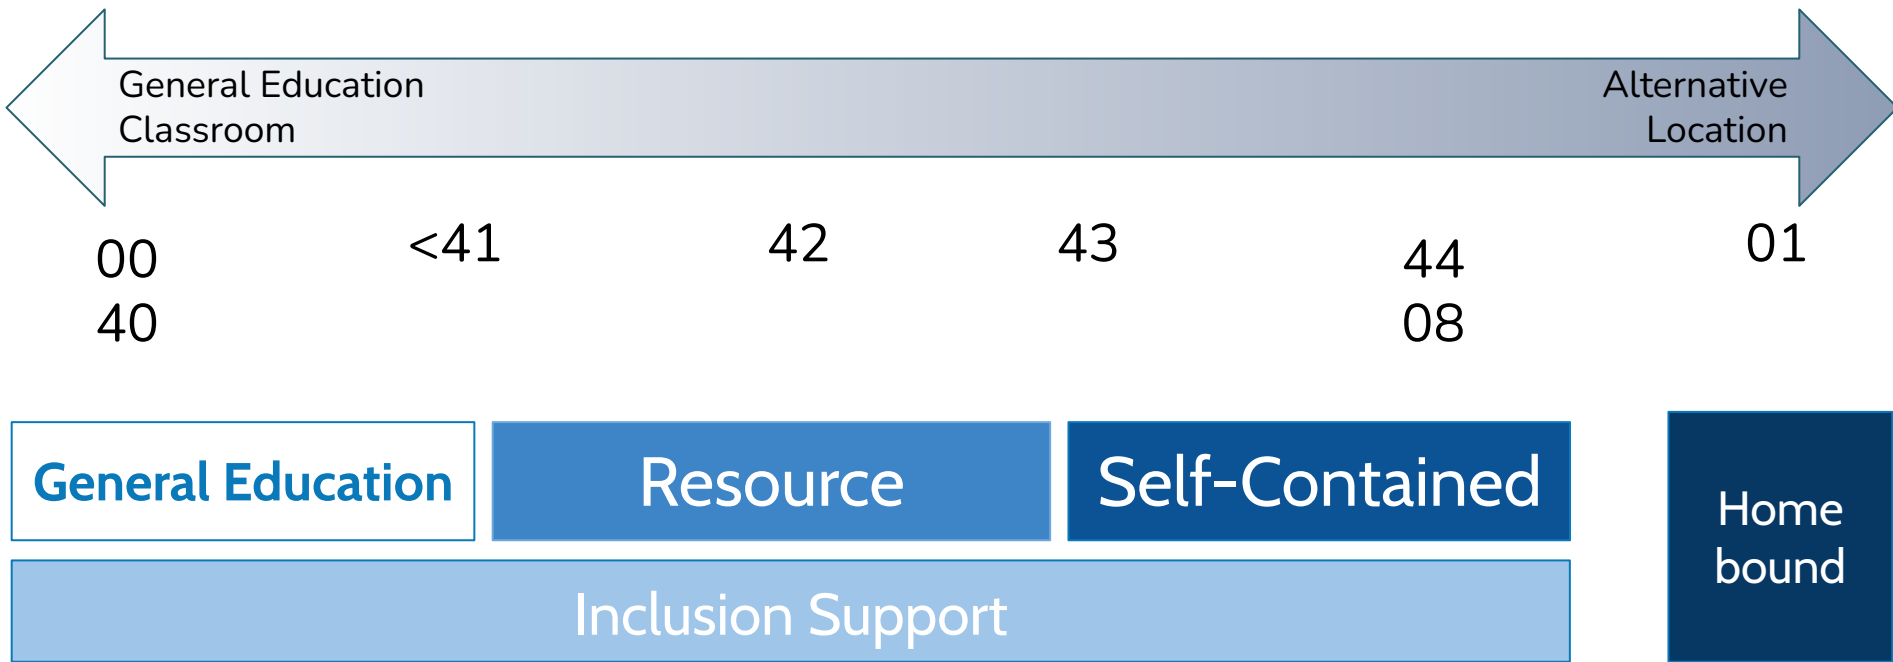 General Education
Classroom
Alternative
Location
00
40
<41
42
43
44
08
01
General Education
Resource
Self-Contained
Home
bound
Inclusion Support